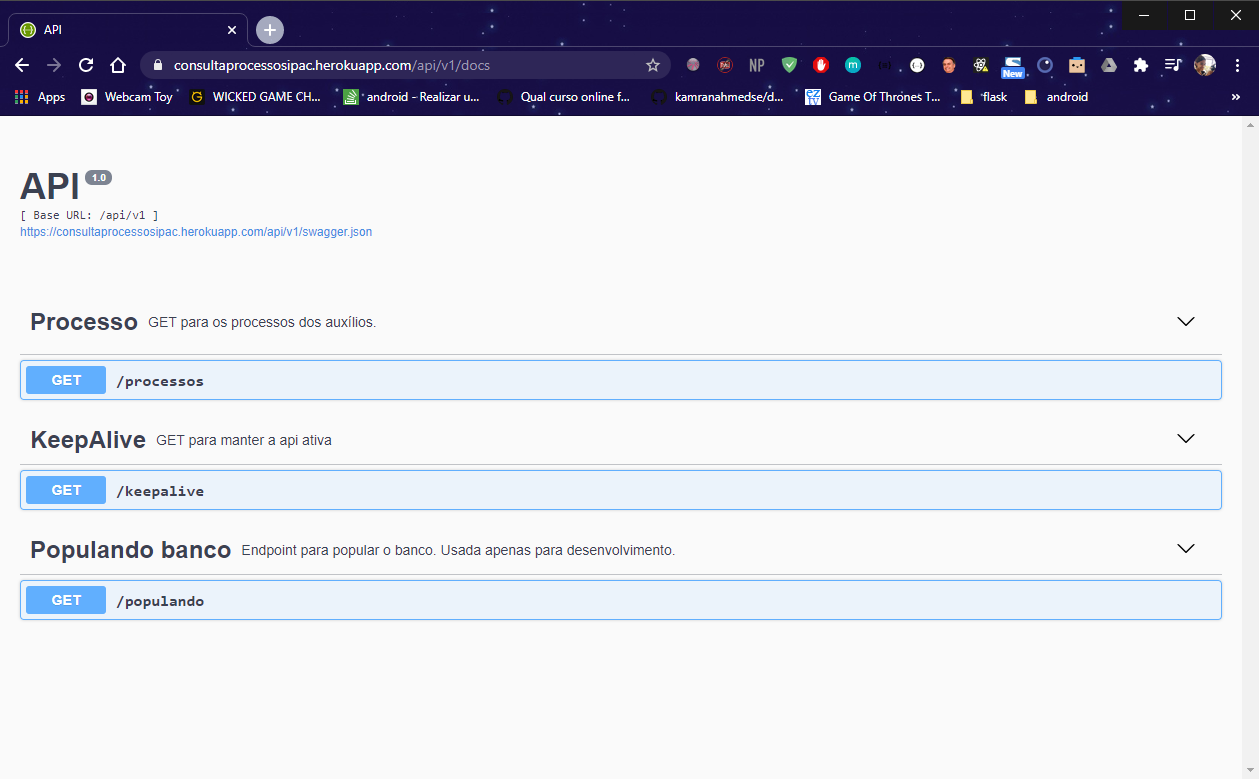 API
consultaprocessosipac.herokuapp.com/api/v1/docs
NP
m
New
Apps
Webcam Toy
WICKED GAME CH...
android - Realizar u...
Qual curso online f...
kamranahmedse/d...
Game Of Thrones T...
flask
android
»
API 1.0
[ Base URL: /api/v1 ]
https://consultaprocessosipac.herokuapp.com/api/v1/swagger.json
Processo GET para os processos dos auxílios.
GET /processos
KeepAlive GET para manter a api ativa
GET /keepalive
Populando banco Endpoint para popular o banco. Usada apenas para desenvolvimento.
GET /populando